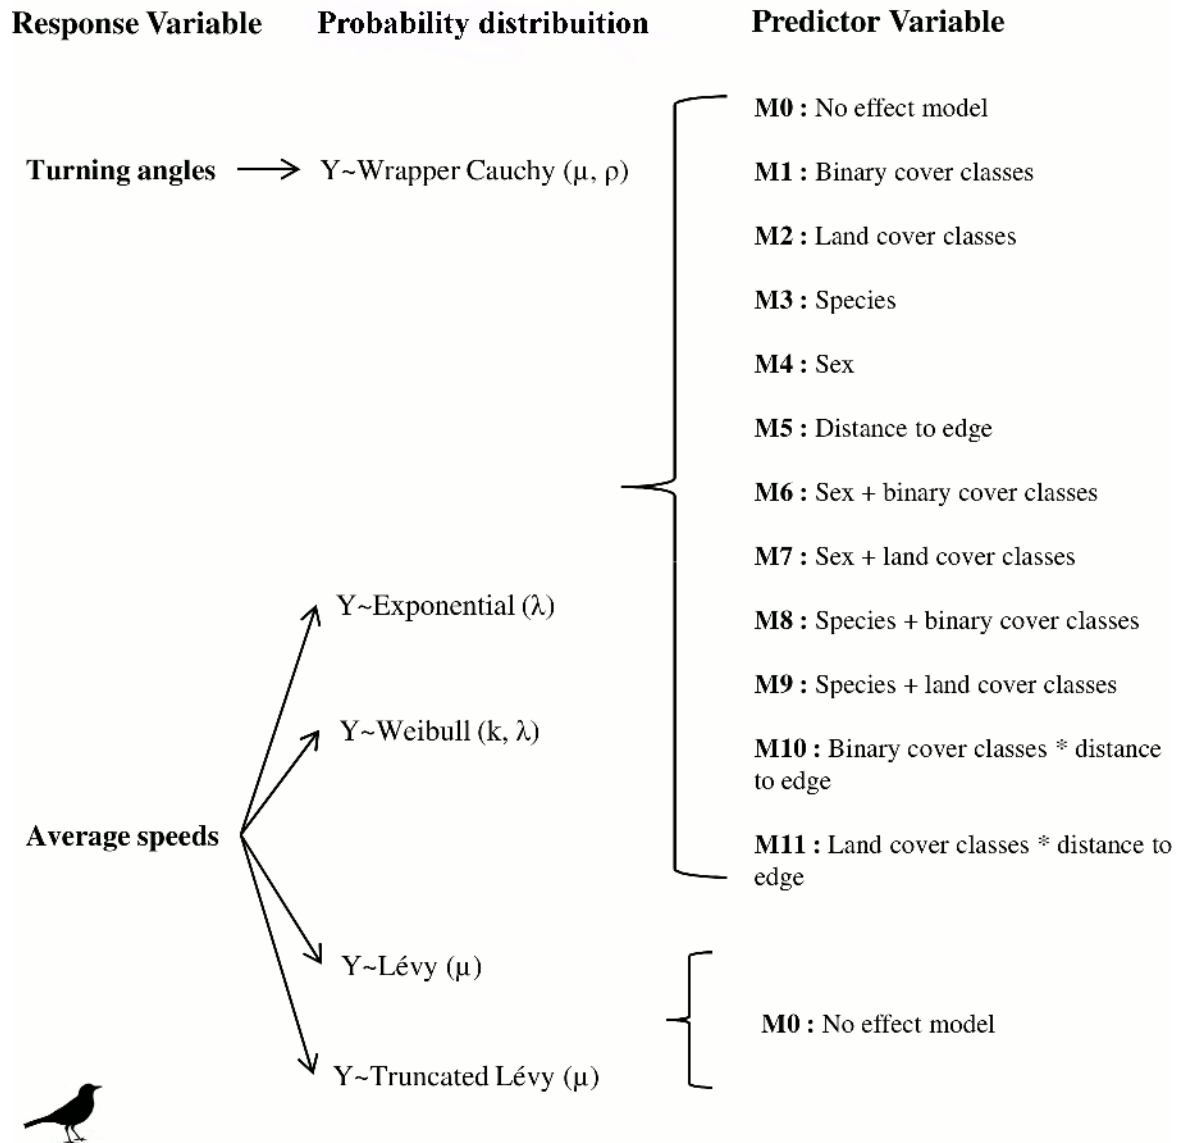 Response Variable
Probability distribuition
Predictor Variable
Turning angles
Y~Wrapper Cauchy (μ, ρ)
M0 : No effect model
M1 : Binary cover classes
M2 : Land cover classes
M3 : Species
M4 : Sex
M5 : Distance to edge
M6 : Sex + binary cover classes
M7 : Sex + land cover classes
M8 : Species + binary cover classes
M9 : Species + land cover classes
M10 : Binary cover classes * distance
to edge
M11 : Land cover classes * distance to
edge
Average speeds
Y~Exponential (λ)
Y~Weibull (k, λ)
Y~Lévy (μ)
Y~Truncated Lévy (μ)
M0 : No effect model